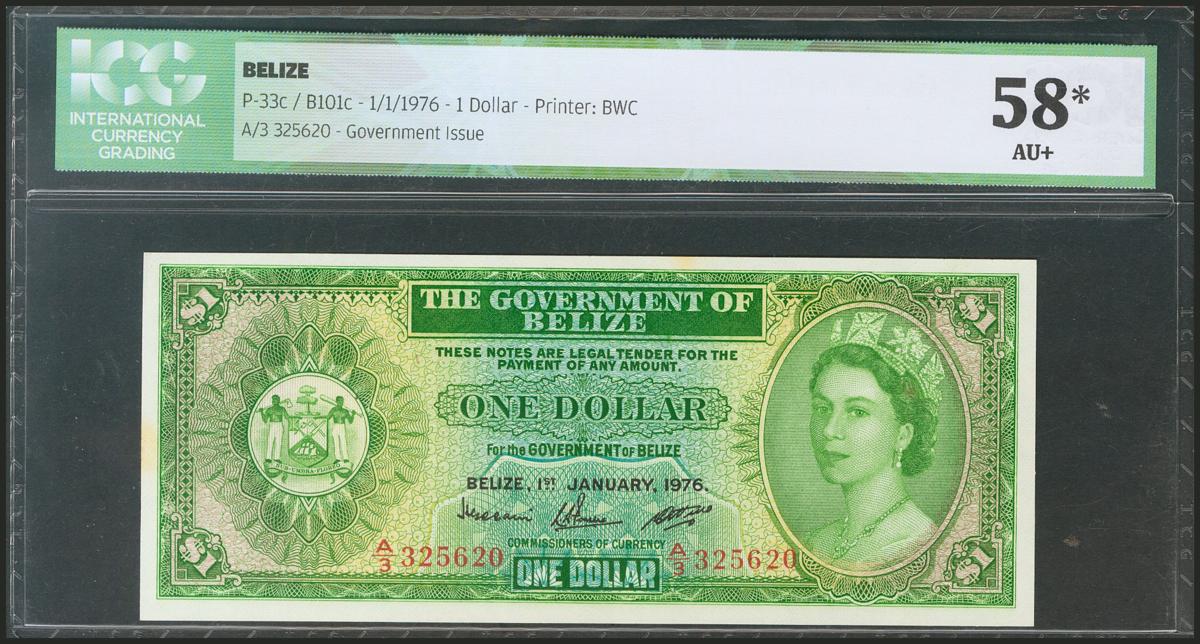 ICG
INTERNATIONAL
CURRENCY
GRADING
BELIZE
P-33c / B101c - 1/1/1976 - 1 Dollar - Printer: BWC
A/3 325620 - Government Issue
58*
AU+
$1
$1
THE GOVERNMENT OF
BELIZE
THESE NOTES ARE LEGAL TENDER FOR THE
PAYMENT OF ANY AMOUNT.
ONE DOLLAR
For the GOVERNMENT of BELIZE
SUB·UMBRA·FLOREO
BELIZE, 1ST JANUARY, 1976.
COMMISSIONERS OF CURRENCY
A/3 325620
A/3 325620
ONE DOLLAR
$1
$1